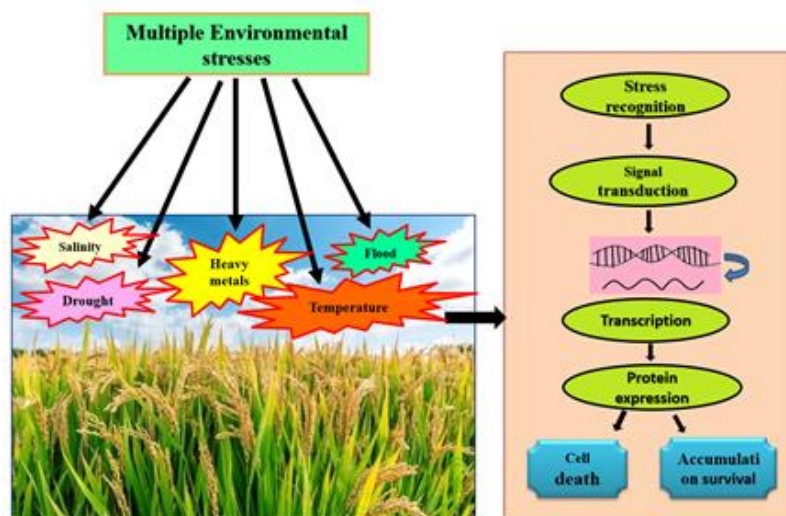 Multiple Environmental
stresses
Salinity
Drought
Heavy
metals
Flood
Temperature
Stress
recognition
Signal
transduction
Transcription
Protein
expression
Cell
death
Accumulati
on survival